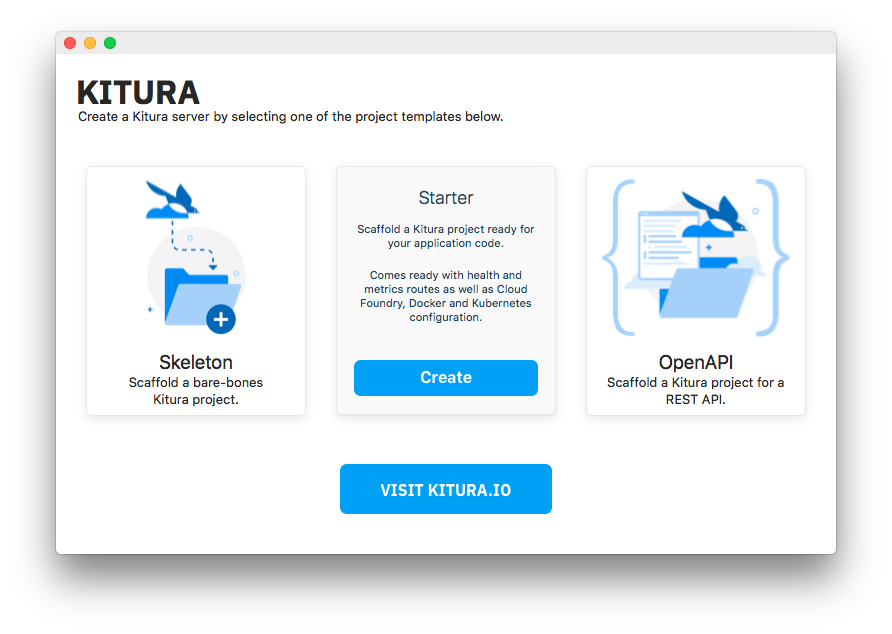 KITURA
Create a Kitura server by selecting one of the project templates below.
Skeleton
Scaffold a bare-bones
Kitura project.
Starter
Scaffold a Kitura project ready for
your application code.
Comes ready with health and
metrics routes as well as Cloud
Foundry, Docker and Kubernetes
configuration.
Create
OpenAPI
Scaffold a Kitura project for a
REST API.
VISIT KITURA.IO